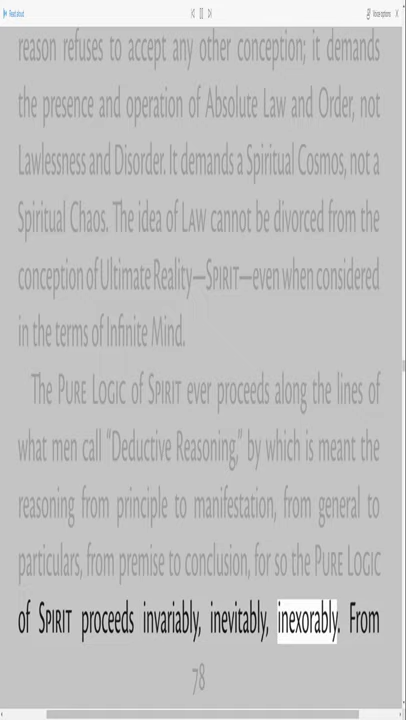 Read aloud
Voice options
reason refuses to accept any other conception; it demands
the presence and operation of Absolute Law and Order, not
Lawlessness and Disorder. It demands a Spiritual Cosmos, not a
Spiritual Chaos. The idea of LAW cannot be divorced from the
conception of Ultimate Reality—SPIRIT—even when considered
in the terms of Infinite Mind.
The PURE LOGIC of SPIRIT ever proceeds along the lines of
what men call “Deductive Reasoning,” by which is meant the
reasoning from principle to manifestation, from general to
particulars, from premise to conclusion, for so the PURE LOGIC
of SPIRIT proceeds invariably, inevitably, inexorably. From
78